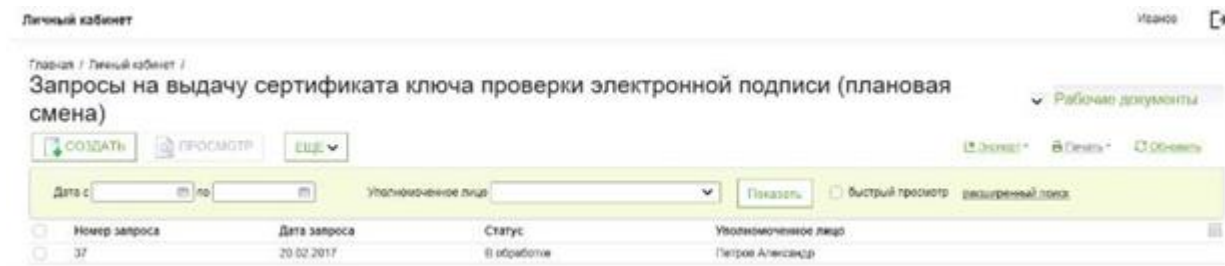 Личный кабинет
Иванов
Главная / Личный кабинет /
Запросы на выдачу сертификата ключа проверки электронной подписи (плановая
смена)
Рабочие документы
СОЗДАТЬ ПРОСМОТР ЕЩЕ
Экспорт Печать Обновить
Дата с по Уполномоченное лицо Показать быстрый просмотр расширенный поиск
Номер запроса Дата запроса Статус Уполномоченное лицо
37 20.02.2017 В обработке Петров Александр